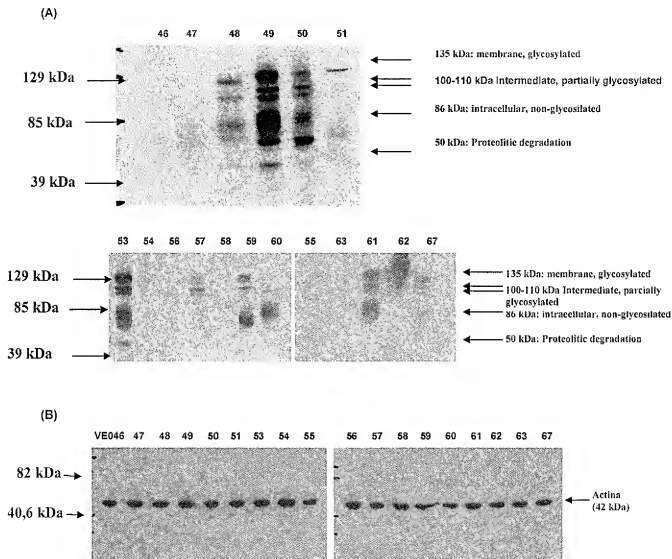 (A)
46 47 48 49 50 51
135 kDa: membrane, glycosylated
129 kDa
100-110 kDa Intermediate, partially glycosylated
86 kDa: intracellular, non-glycosilated
85 kDa
50 kDa: Proteolitic degradation
39 kDa
53 54 56 57 58 59 60 55 63 61 62 67
129 kDa
135 kDa: membrane, glycosylated
100-110 kDa Intermediate, partially
glycosylated
85 kDa
86 kDa: intracellular, non-glycosilated
50 kDa: Proteolitic degradation
39 kDa
(B)
VE046 47 48 49 50 51 53 54 55 56 57 58 59 60 61 62 63 67
82 kDa
Actina
(42 kDa)
40,6 kDa